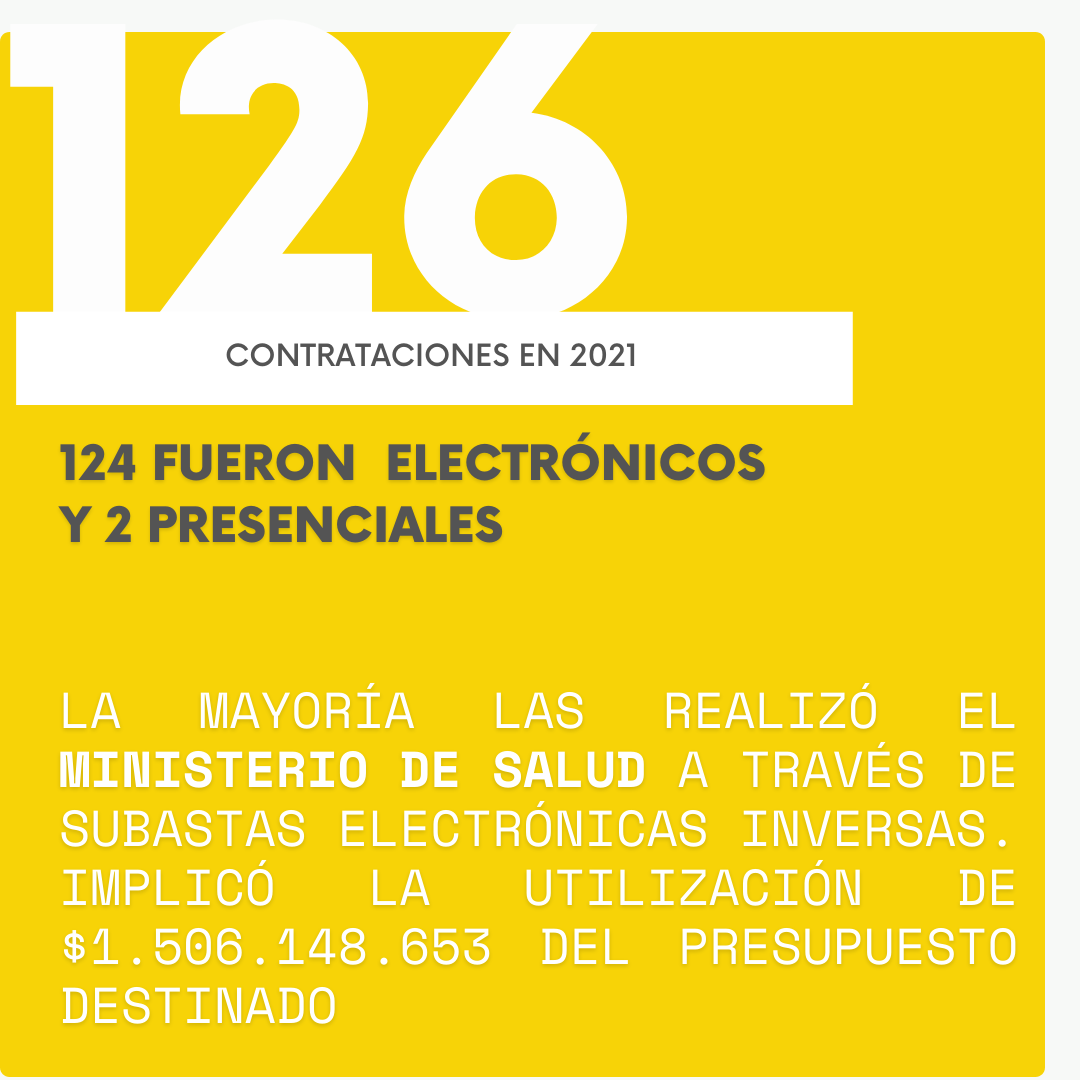 126
CONTRATACIONES EN 2021
124 FUERON ELECTRÓNICOS
Y 2 PRESENCIALES
LA MAYORÍA LAS REALIZÓ EL
MINISTERIO DE SALUD A TRAVÉS DE
SUBASTAS ELECTRÓNICAS INVERSAS.
IMPLICÓ LA UTILIZACIÓN DE
$1.506.148.653 DEL PRESUPUESTO
DESTINADO